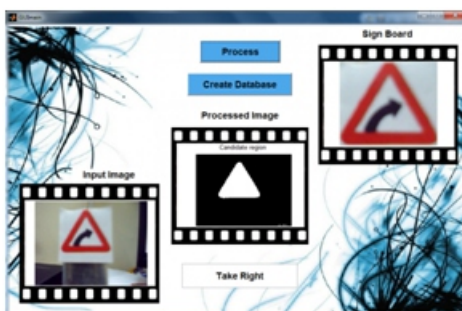 Sign Board
Process
Create Database
Processed Image
Candidate region
Input Image
Take Right